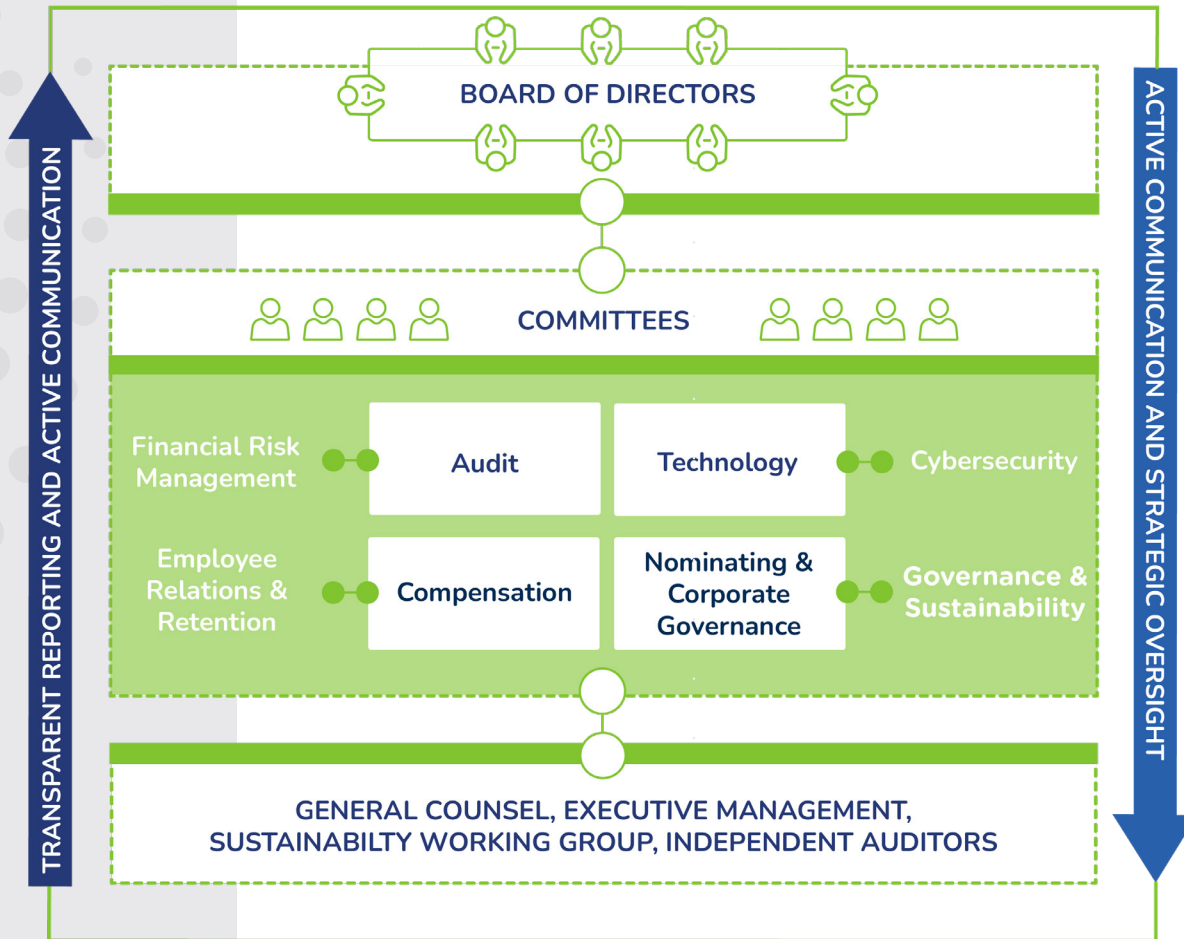 TRANSPARENT REPORTING AND ACTIVE COMMUNICATION
BOARD OF DIRECTORS
COMMITTEES
Financial Risk
Management
Audit
Technology
Cybersecurity
Employee
Relations &
Retention
Compensation
Nominating &
Corporate
Governance
Governance &
Sustainability
GENERAL COUNSEL, EXECUTIVE MANAGEMENT,
SUSTAINABILTY WORKING GROUP, INDEPENDENT AUDITORS
ACTIVE COMMUNICATION AND STRATEGIC OVERSIGHT